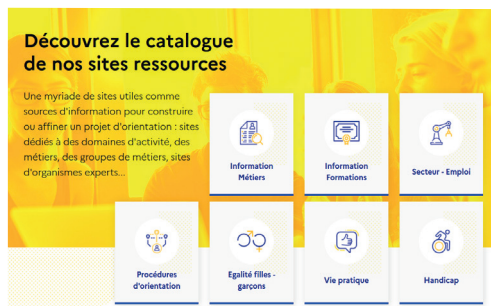 Découvrez le catalogue
de nos sites ressources
Une myriade de sites utiles comme
sources d'information pour construire
ou affiner un projet d'orientation : sites
dédiés à des domaines d'activité, des
métiers, des groupes de métiers, sites
d'organismes experts...
Information
Métiers
Information
Formations
Secteur - Emploi
Procédures
d'orientation
Egalité filles -
garçons
Vie pratique
Handicap